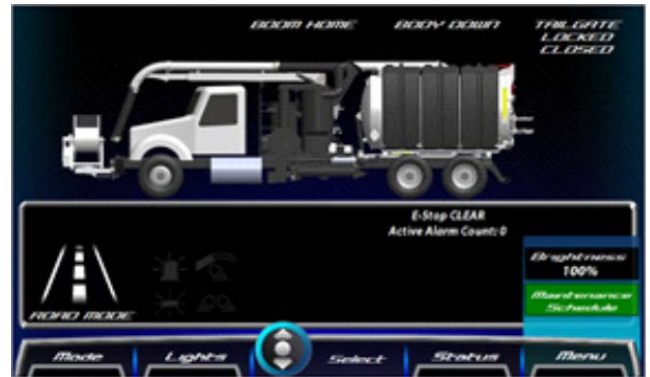 BOOM HOME
BODY DOWN
TAILGATE
LOCKED
CLOSED
E-Stop CLEAR
Active Alarm Count: 0
Brightness
100%
Maintenance
Schedule
ROAD MODE
Mode
Lights
Select
Status
Menu